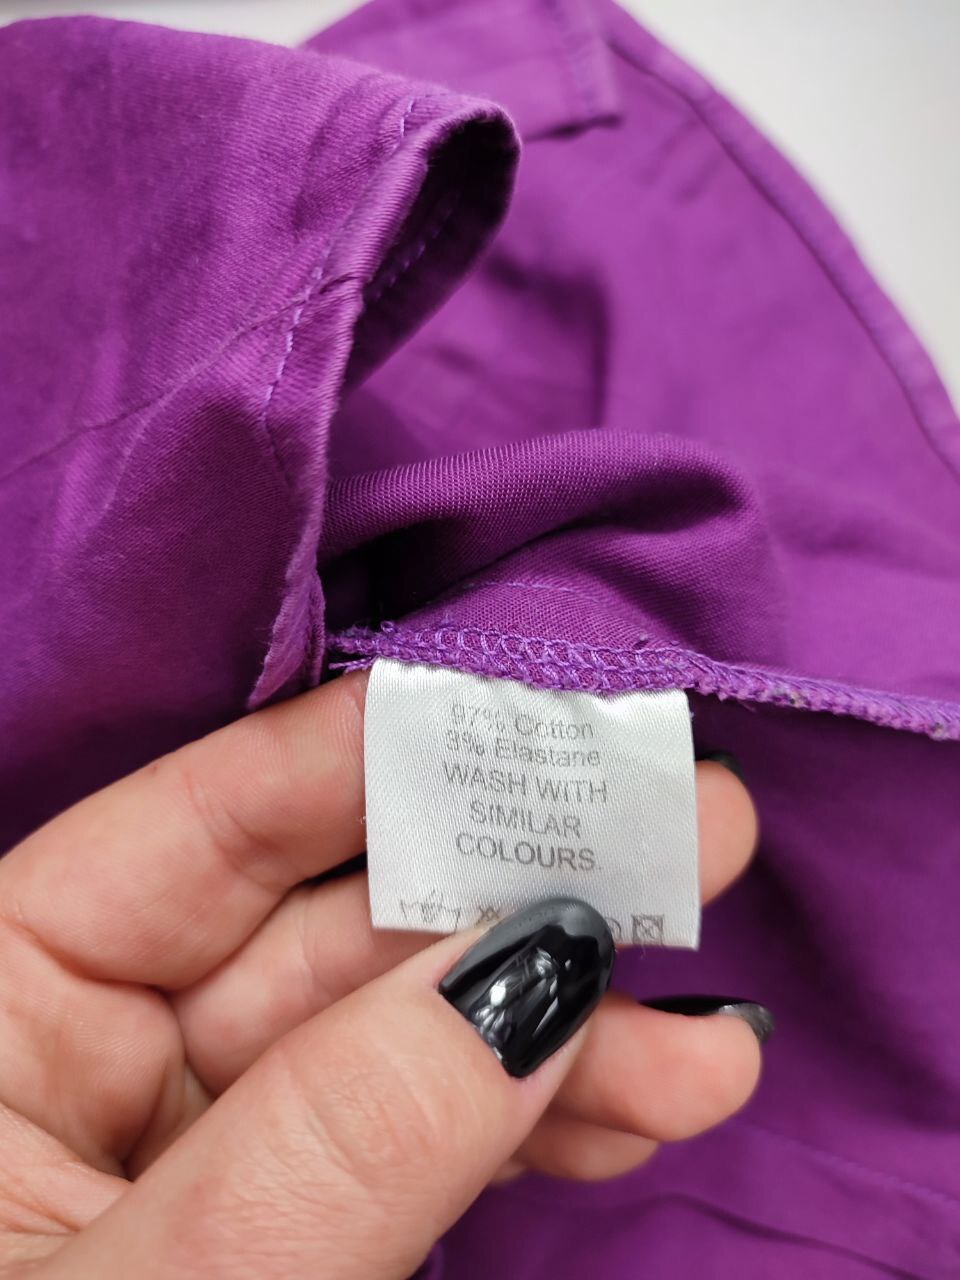 97% Cotton
3% Elastane
WASH WITH
SIMILAR
COLOURS.